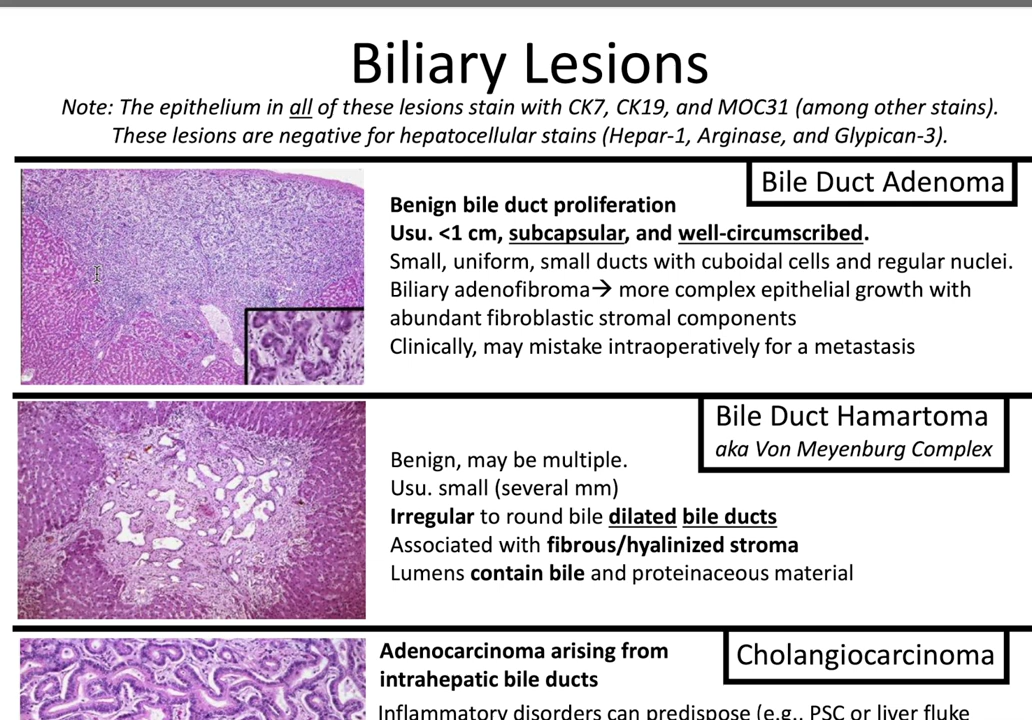 Biliary Lesions
Note: The epithelium in all of these lesions stain with CK7, CK19, and MOC31 (among other stains).
These lesions are negative for hepatocellular stains (Hepar-1, Arginase, and Glypican-3).
Bile Duct Adenoma
Benign bile duct proliferation
Usu. <1 cm, subcapsular, and well-circumscribed.
Small, uniform, small ducts with cuboidal cells and regular nuclei.
Biliary adenofibroma→ more complex epithelial growth with
abundant fibroblastic stromal components
Clinically, may mistake intraoperatively for a metastasis
Bile Duct Hamartoma
aka Von Meyenburg Complex
Benign, may be multiple.
Usu. small (several mm)
Irregular to round bile dilated bile ducts
Associated with fibrous/hyalinized stroma
Lumens contain bile and proteinaceous material
Cholangiocarcinoma
Adenocarcinoma arising from
intrahepatic bile ducts
Inflammatory disorders can predispose (e.g., PSC or liver fluke